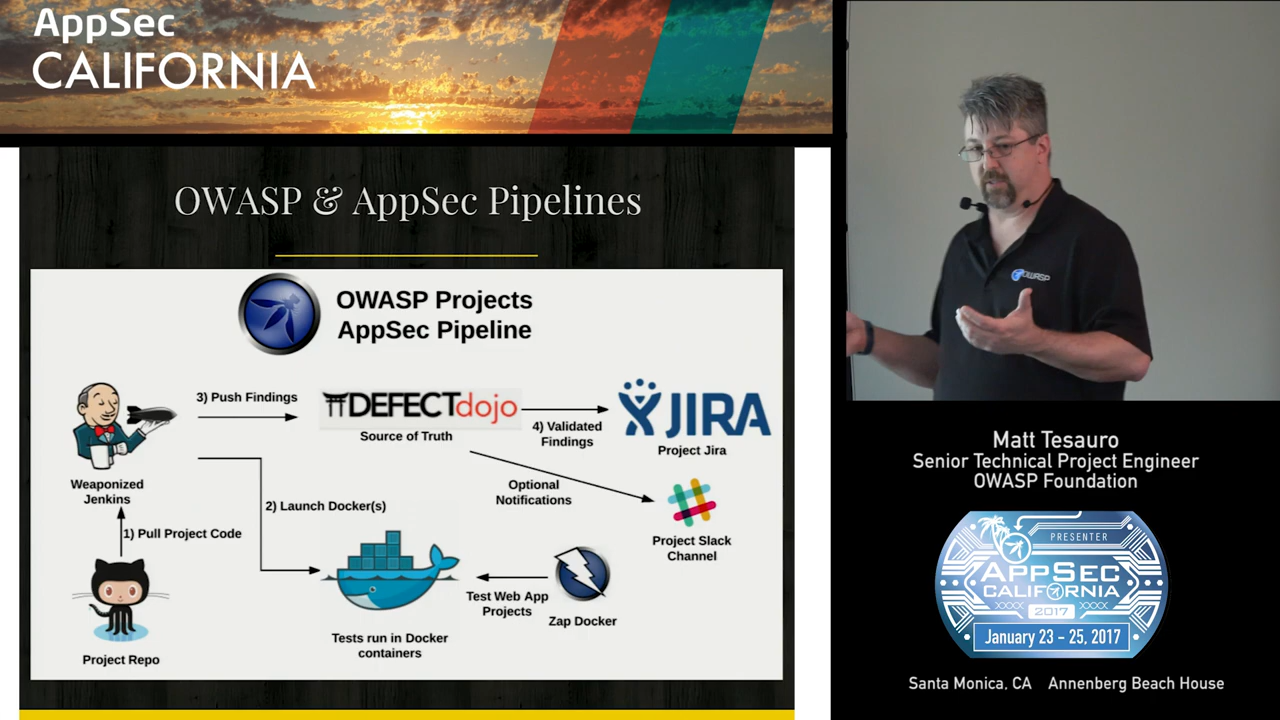 AppSec
CALIFORNIA
OWASP & AppSec Pipelines
OWASP Projects
AppSec Pipeline
3) Push Findings
DEFECTdojo
Source of Truth
4) Validated
Findings
JIRA
Project Jira
Weaponized
Jenkins
Optional
Notifications
2) Launch Docker(s)
1) Pull Project Code
Project Slack
Channel
Test Web App
Projects
Zap Docker
Tests run in Docker
containers
Project Repo
OWASP
Matt Tesauro
Senior Technical Project Engineer
OWASP Foundation
PRESENTER
APPSEC
CALIFORNIA
XXXX 2017 XXXX
January 23 - 25, 2017
Santa Monica, CA Annenberg Beach House